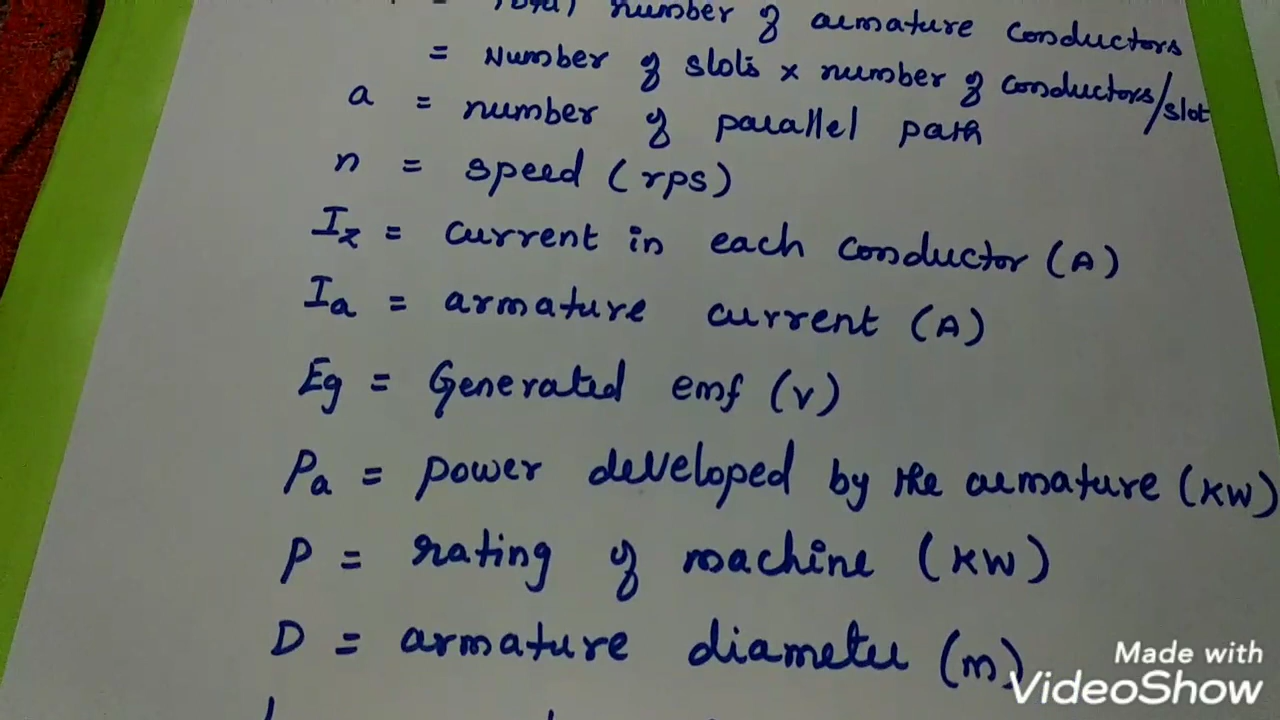 = Total number of armature conductors
= Number of slots × number of conductors/slot
a = number of parallel path
n = speed (rps)
Iz = current in each conductor (A)
Ia = armature current (A)
Eg = Generated emf (V)
Pa = power developed by the armature (KW)
P = rating of machine (KW)
D = armature diameter (m)
Made with
VideoShow